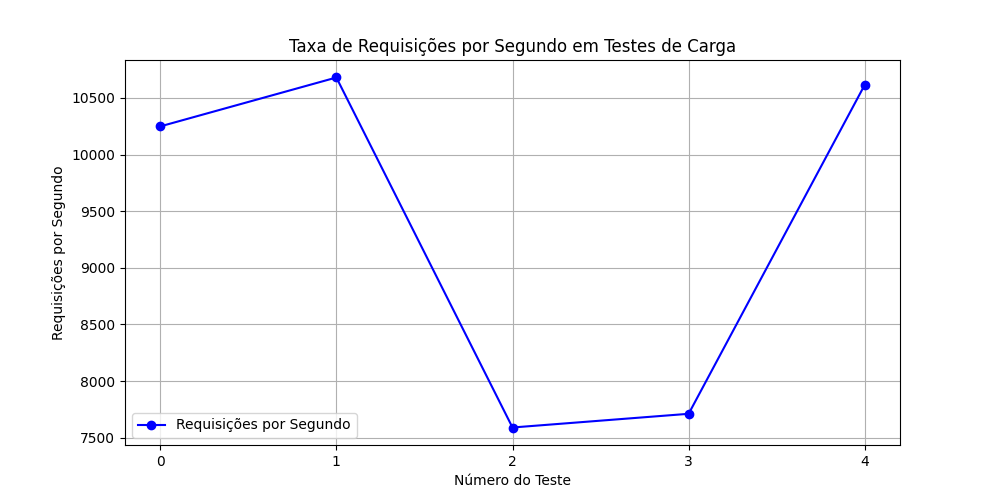 Taxa de Requisições por Segundo em Testes de Carga
Requisições por Segundo
10500
10000
9500
9000
8500
8000
7500
Requisições por Segundo
0 1 2 3 4
Número do Teste